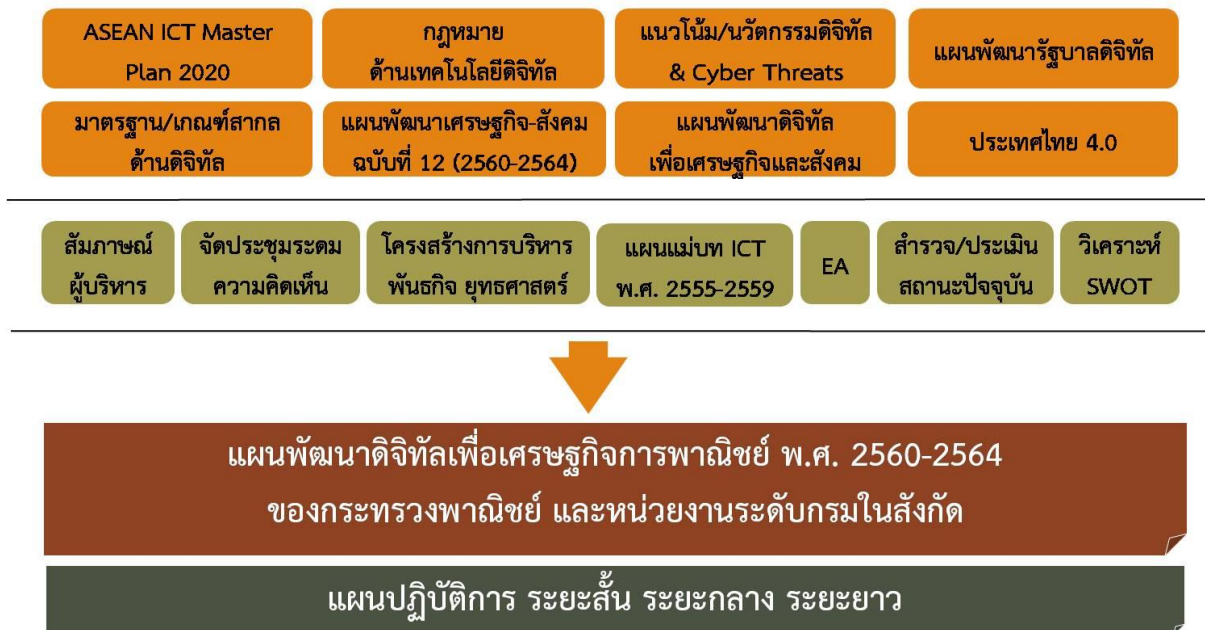 ASEAN ICT Master
Plan 2020
กฎหมาย
ด้านเทคโนโลยีดิจิทัล
แนวโน้ม/นวัตกรรมดิจิทัล
& Cyber Threats
แผนพัฒนารัฐบาลดิจิทัล
มาตรฐาน/เกณฑ์สากล
ด้านดิจิทัล
แผนพัฒนาเศรษฐกิจ-สังคม
ฉบับที่ 12 (2560-2564)
แผนพัฒนาดิจิทัล
เพื่อเศรษฐกิจและสังคม
ประเทศไทย 4.0
สัมภาษณ์
ผู้บริหาร
จัดประชุมระดม
ความคิดเห็น
โครงสร้างการบริหาร
พันธกิจ ยุทธศาสตร์
แผนแม่บท ICT
พ.ศ. 2555-2559
EA
สำรวจ/ประเมิน
สถานะปัจจุบัน
วิเคราะห์
SWOT
แผนพัฒนาดิจิทัลเพื่อเศรษฐกิจการพาณิชย์ พ.ศ. 2560-2564
ของกระทรวงพาณิชย์ และหน่วยงานระดับกรมในสังกัด
แผนปฏิบัติการ ระยะสั้น ระยะกลาง ระยะยาว